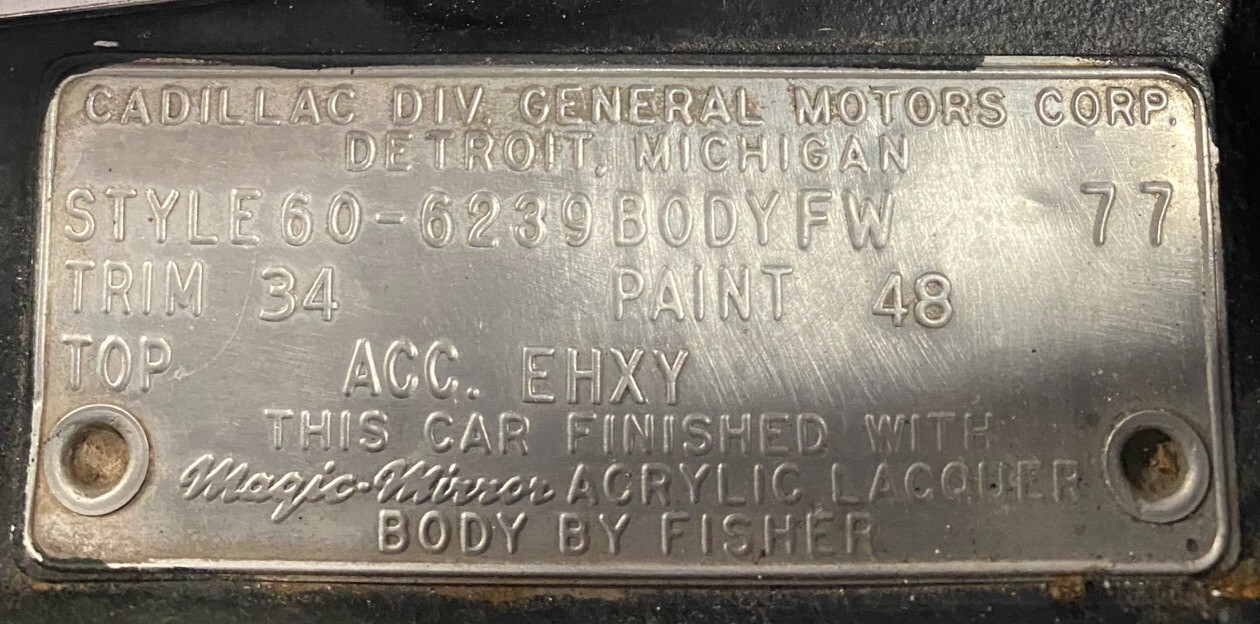 CADILLAC DIV. GENERAL MOTORS CORP.
DETROIT, MICHIGAN
STYLE 60-6239 BODY FW 77
TRIM 34 PAINT 48
TOP ACC. EHXY
THIS CAR FINISHED WITH
Magic-Mirror ACRYLIC LACQUER
BODY BY FISHER